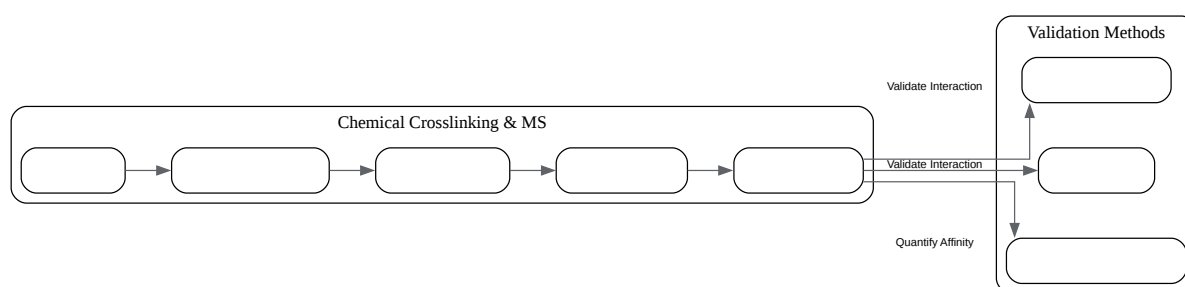 Validation Methods
Validate Interaction
Chemical Crosslinking & MS
Validate Interaction
Quantify Affinity